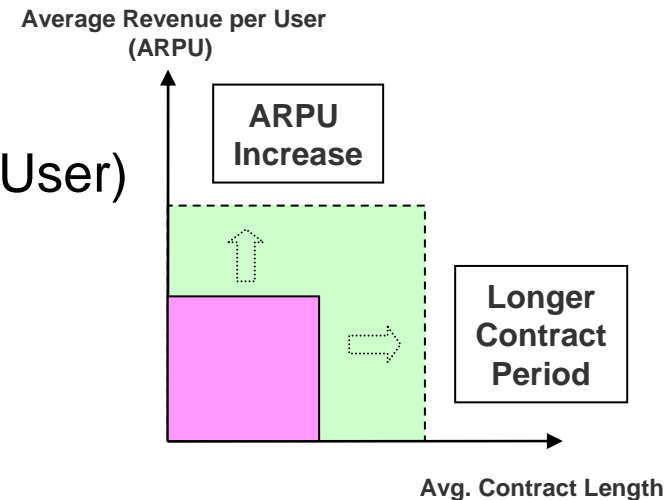 Average Revenue per User
(ARPU)
ARPU
Increase
User)
Longer
Contract
Period
Avg. Contract Length